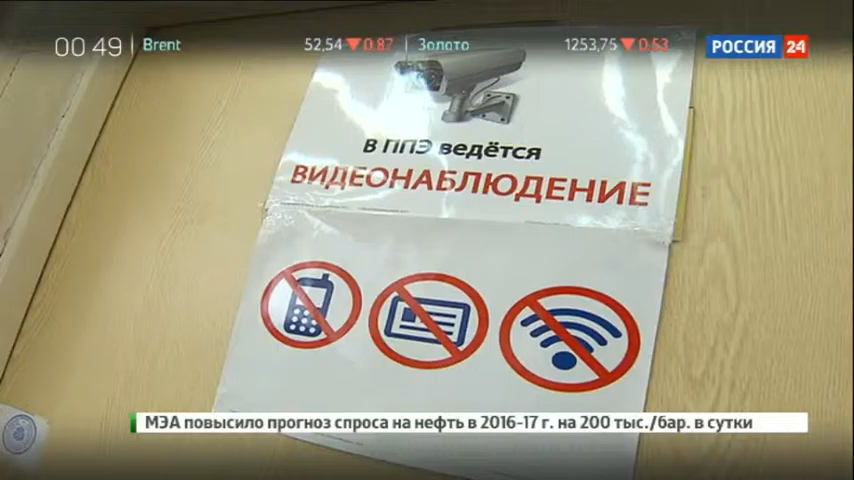 00 49 Brent 52,54 ▼0.87 Золото 1253,75 ▼0.53 РОССИЯ 24
В ППЭ ведётся
ВИДЕОНАБЛЮДЕНИЕ
МЭА повысило прогноз спроса на нефть в 2016-17 г. на 200 тыс./бар. в сутки